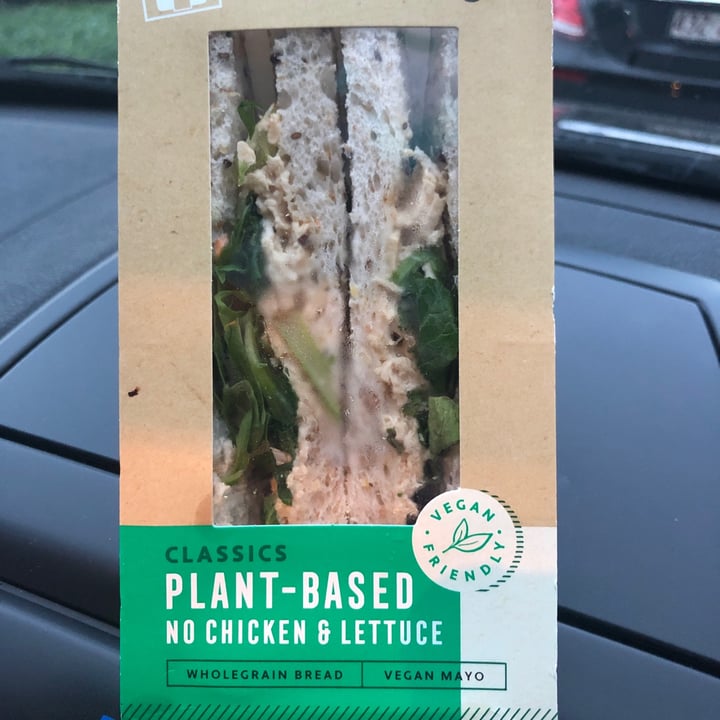 CLASSICS
PLANT-BASED
NO CHICKEN & LETTUCE
WHOLEGRAIN BREAD
VEGAN MAYO
VEGAN
FRIENDLY